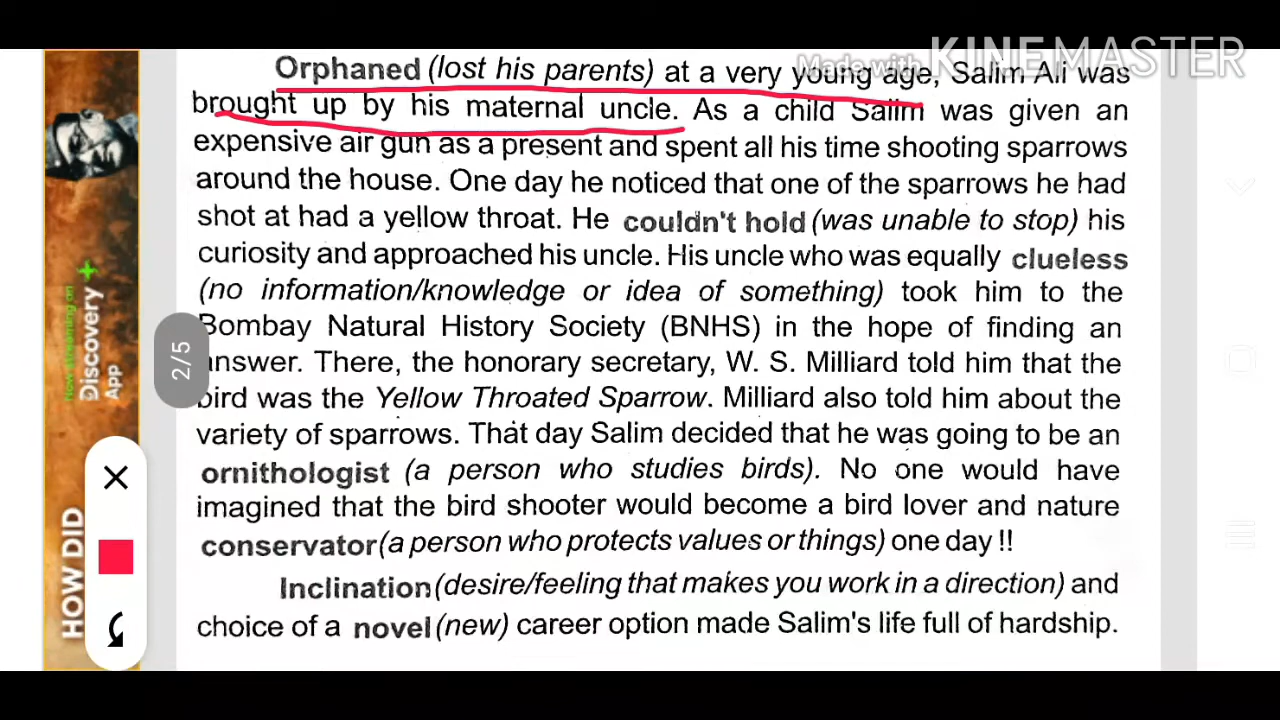 Made with KINEMASTER
Orphaned (lost his parents) at a very young age, Salim Ali was
brought up by his maternal uncle. As a child Salim was given an
expensive air gun as a present and spent all his time shooting sparrows
around the house. One day he noticed that one of the sparrows he had
shot at had a yellow throat. He couldn't hold (was unable to stop) his
curiosity and approached his uncle. His uncle who was equally clueless
(no information/knowledge or idea of something) took him to the
Bombay Natural History Society (BNHS) in the hope of finding an
answer. There, the honorary secretary, W. S. Milliard told him that the
bird was the Yellow Throated Sparrow. Milliard also told him about the
variety of sparrows. That day Salim decided that he was going to be an
ornithologist (a person who studies birds). No one would have
imagined that the bird shooter would become a bird lover and nature
conservator (a person who protects values or things) one day !!
Inclination (desire/feeling that makes you work in a direction) and
choice of a novel (new) career option made Salim's life full of hardship.
2/5
Now streaming on
Discovery +
App
HOW DID